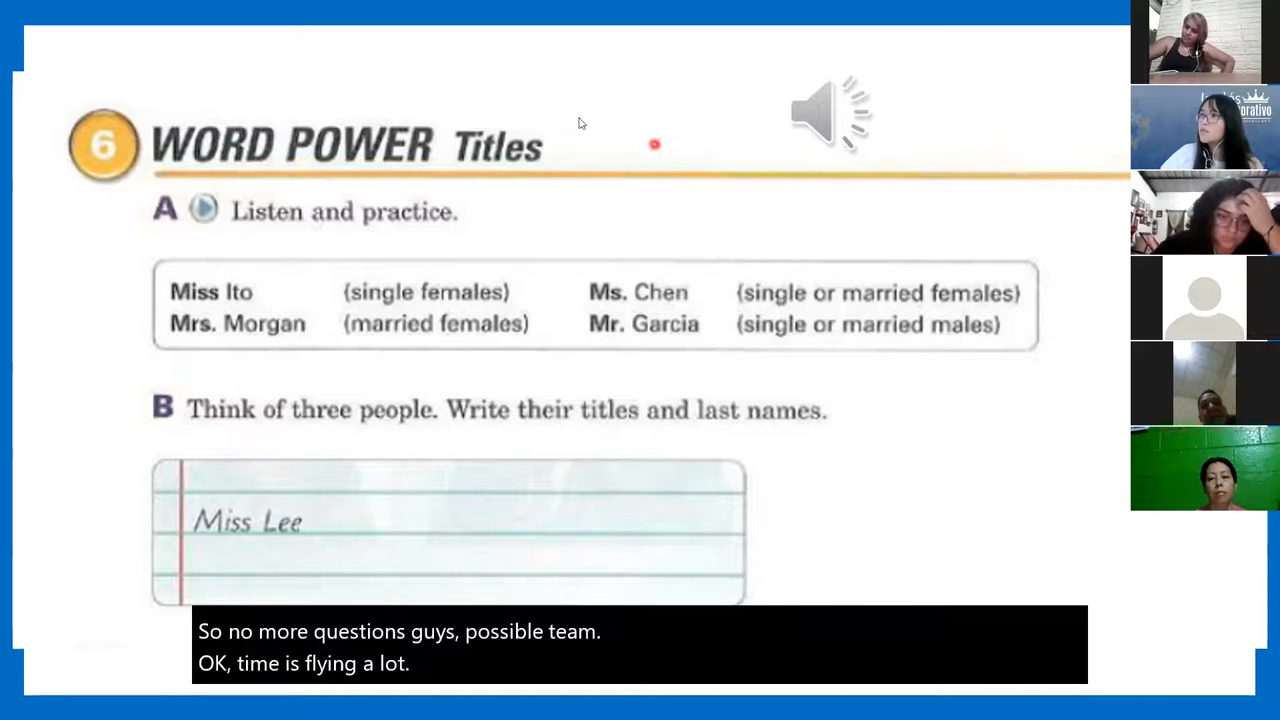 6 WORD POWER Titles
A Listen and practice.
Miss Ito (single females) Ms. Chen (single or married females)
Mrs. Morgan (married females) Mr. Garcia (single or married males)
B Think of three people. Write their titles and last names.
Miss Lee
So no more questions guys, possible team.
OK, time is flying a lot.